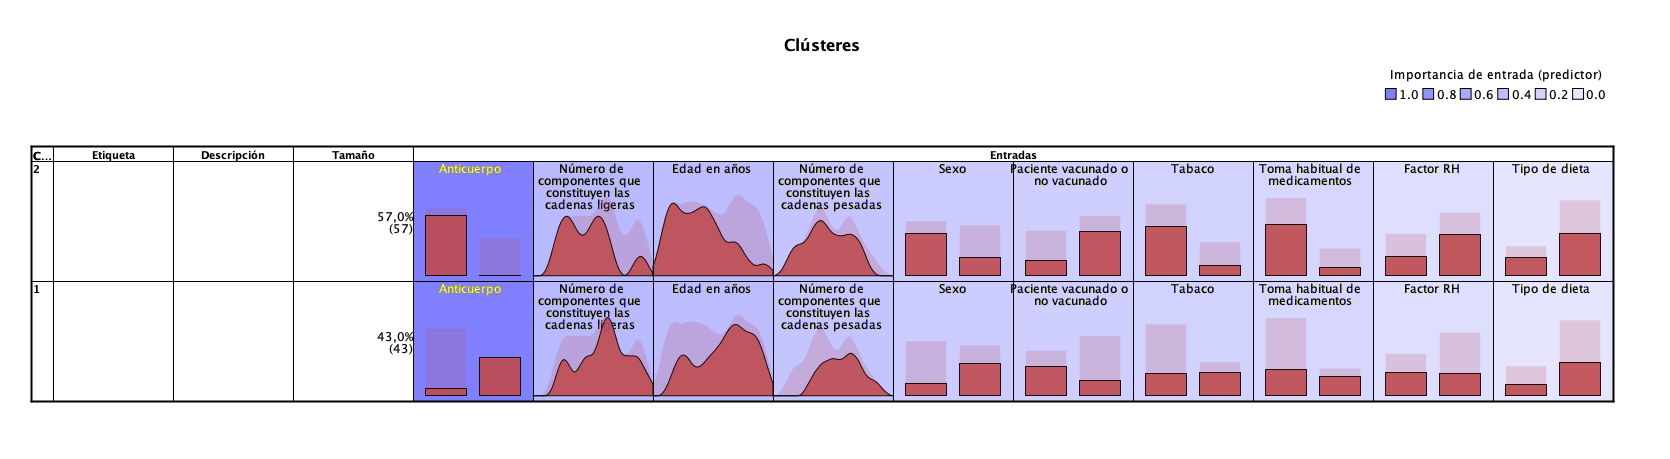 Clústeres
Importancia de entrada (predictor)
1.0 0.8 0.6 0.4 0.2 0.0
C... Etiqueta Descripción Tamaño Entradas
2
57,0%
(57)
Anticuerpo
Número de
componentes que
constituyen las
cadenas ligeras
Edad en años
Número de
componentes que
constituyen las
cadenas pesadas
Sexo
Paciente vacunado o
no vacunado
Tabaco
Toma habitual de
medicamentos
Factor RH
Tipo de dieta
1
43,0%
(43)
Anticuerpo
Número de
componentes que
constituyen las
cadenas ligeras
Edad en años
Número de
componentes que
constituyen las
cadenas pesadas
Sexo
Paciente vacunado o
no vacunado
Tabaco
Toma habitual de
medicamentos
Factor RH
Tipo de dieta